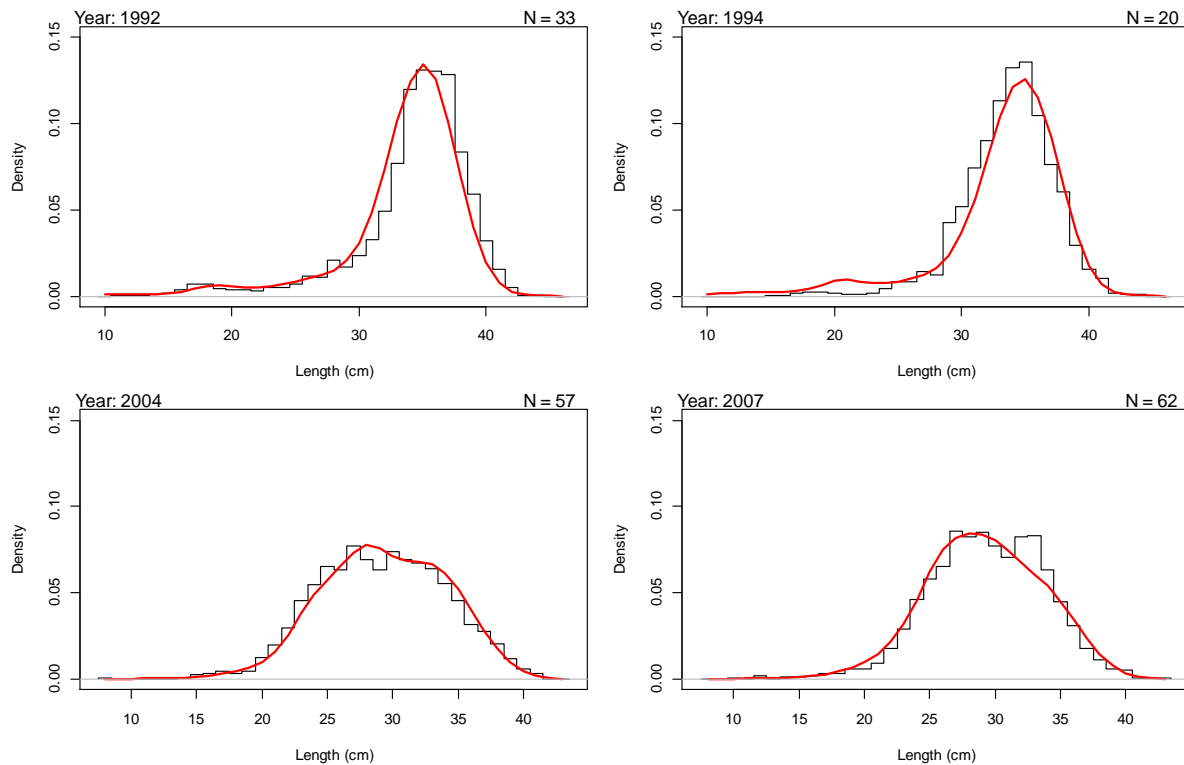 Year: 1992 N = 33
0.15
0.10
0.05
0.00
Density
10 20 30 40
Length (cm)
Year: 1994 N = 20
0.15
0.10
0.05
0.00
Density
10 20 30 40
Length (cm)
Year: 2004 N = 57
0.15
0.10
0.05
0.00
Density
10 15 20 25 30 35 40
Length (cm)
Year: 2007 N = 62
0.15
0.10
0.05
0.00
Density
10 15 20 25 30 35 40
Length (cm)